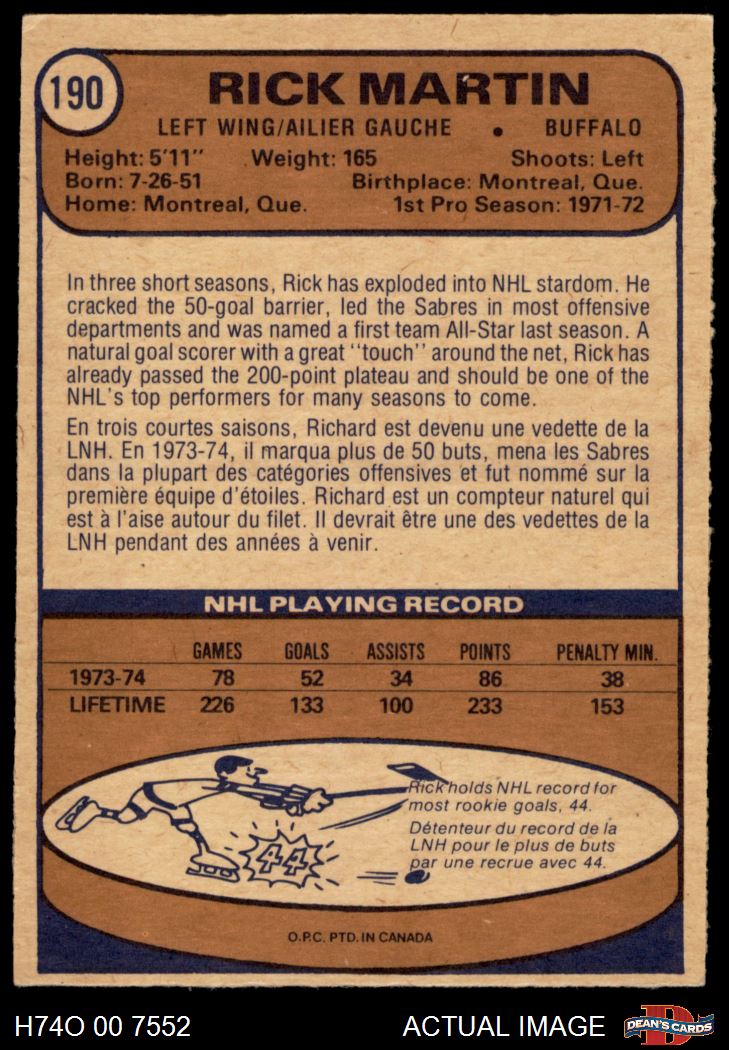 190
RICK MARTIN
LEFT WING/AILIER GAUCHE • BUFFALO
Height: 5'11" Weight: 165 Shoots: Left
Born: 7-26-51 Birthplace: Montreal, Que.
Home: Montreal, Que. 1st Pro Season: 1971-72
In three short seasons, Rick has exploded into NHL stardom. He
cracked the 50-goal barrier, led the Sabres in most offensive
departments and was named a first team All-Star last season. A
natural goal scorer with a great "touch" around the net, Rick has
already passed the 200-point plateau and should be one of the
NHL's top performers for many seasons to come.
En trois courtes saisons, Richard est devenu une vedette de la
LNH. En 1973-74, il marqua plus de 50 buts, mena les Sabres
dans la plupart des catégories offensives et fut nommé sur la
première équipe d'étoiles. Richard est un compteur naturel qui
est à l'aise autour du filet. Il devrait être une des vedettes de la
LNH pendant des années à venir.
NHL PLAYING RECORD
GAMES GOALS ASSISTS POINTS PENALTY MIN.
1973-74 78 52 34 86 38
LIFETIME 226 133 100 233 153
Rick holds NHL record for
most rookie goals, 44.
Détenteur du record de la
LNH pour le plus de buts
par une recrue avec 44.
44
O.P.C. PTD. IN CANADA
H74O 00 7552 ACTUAL IMAGE
D
DEAN'S CARDS